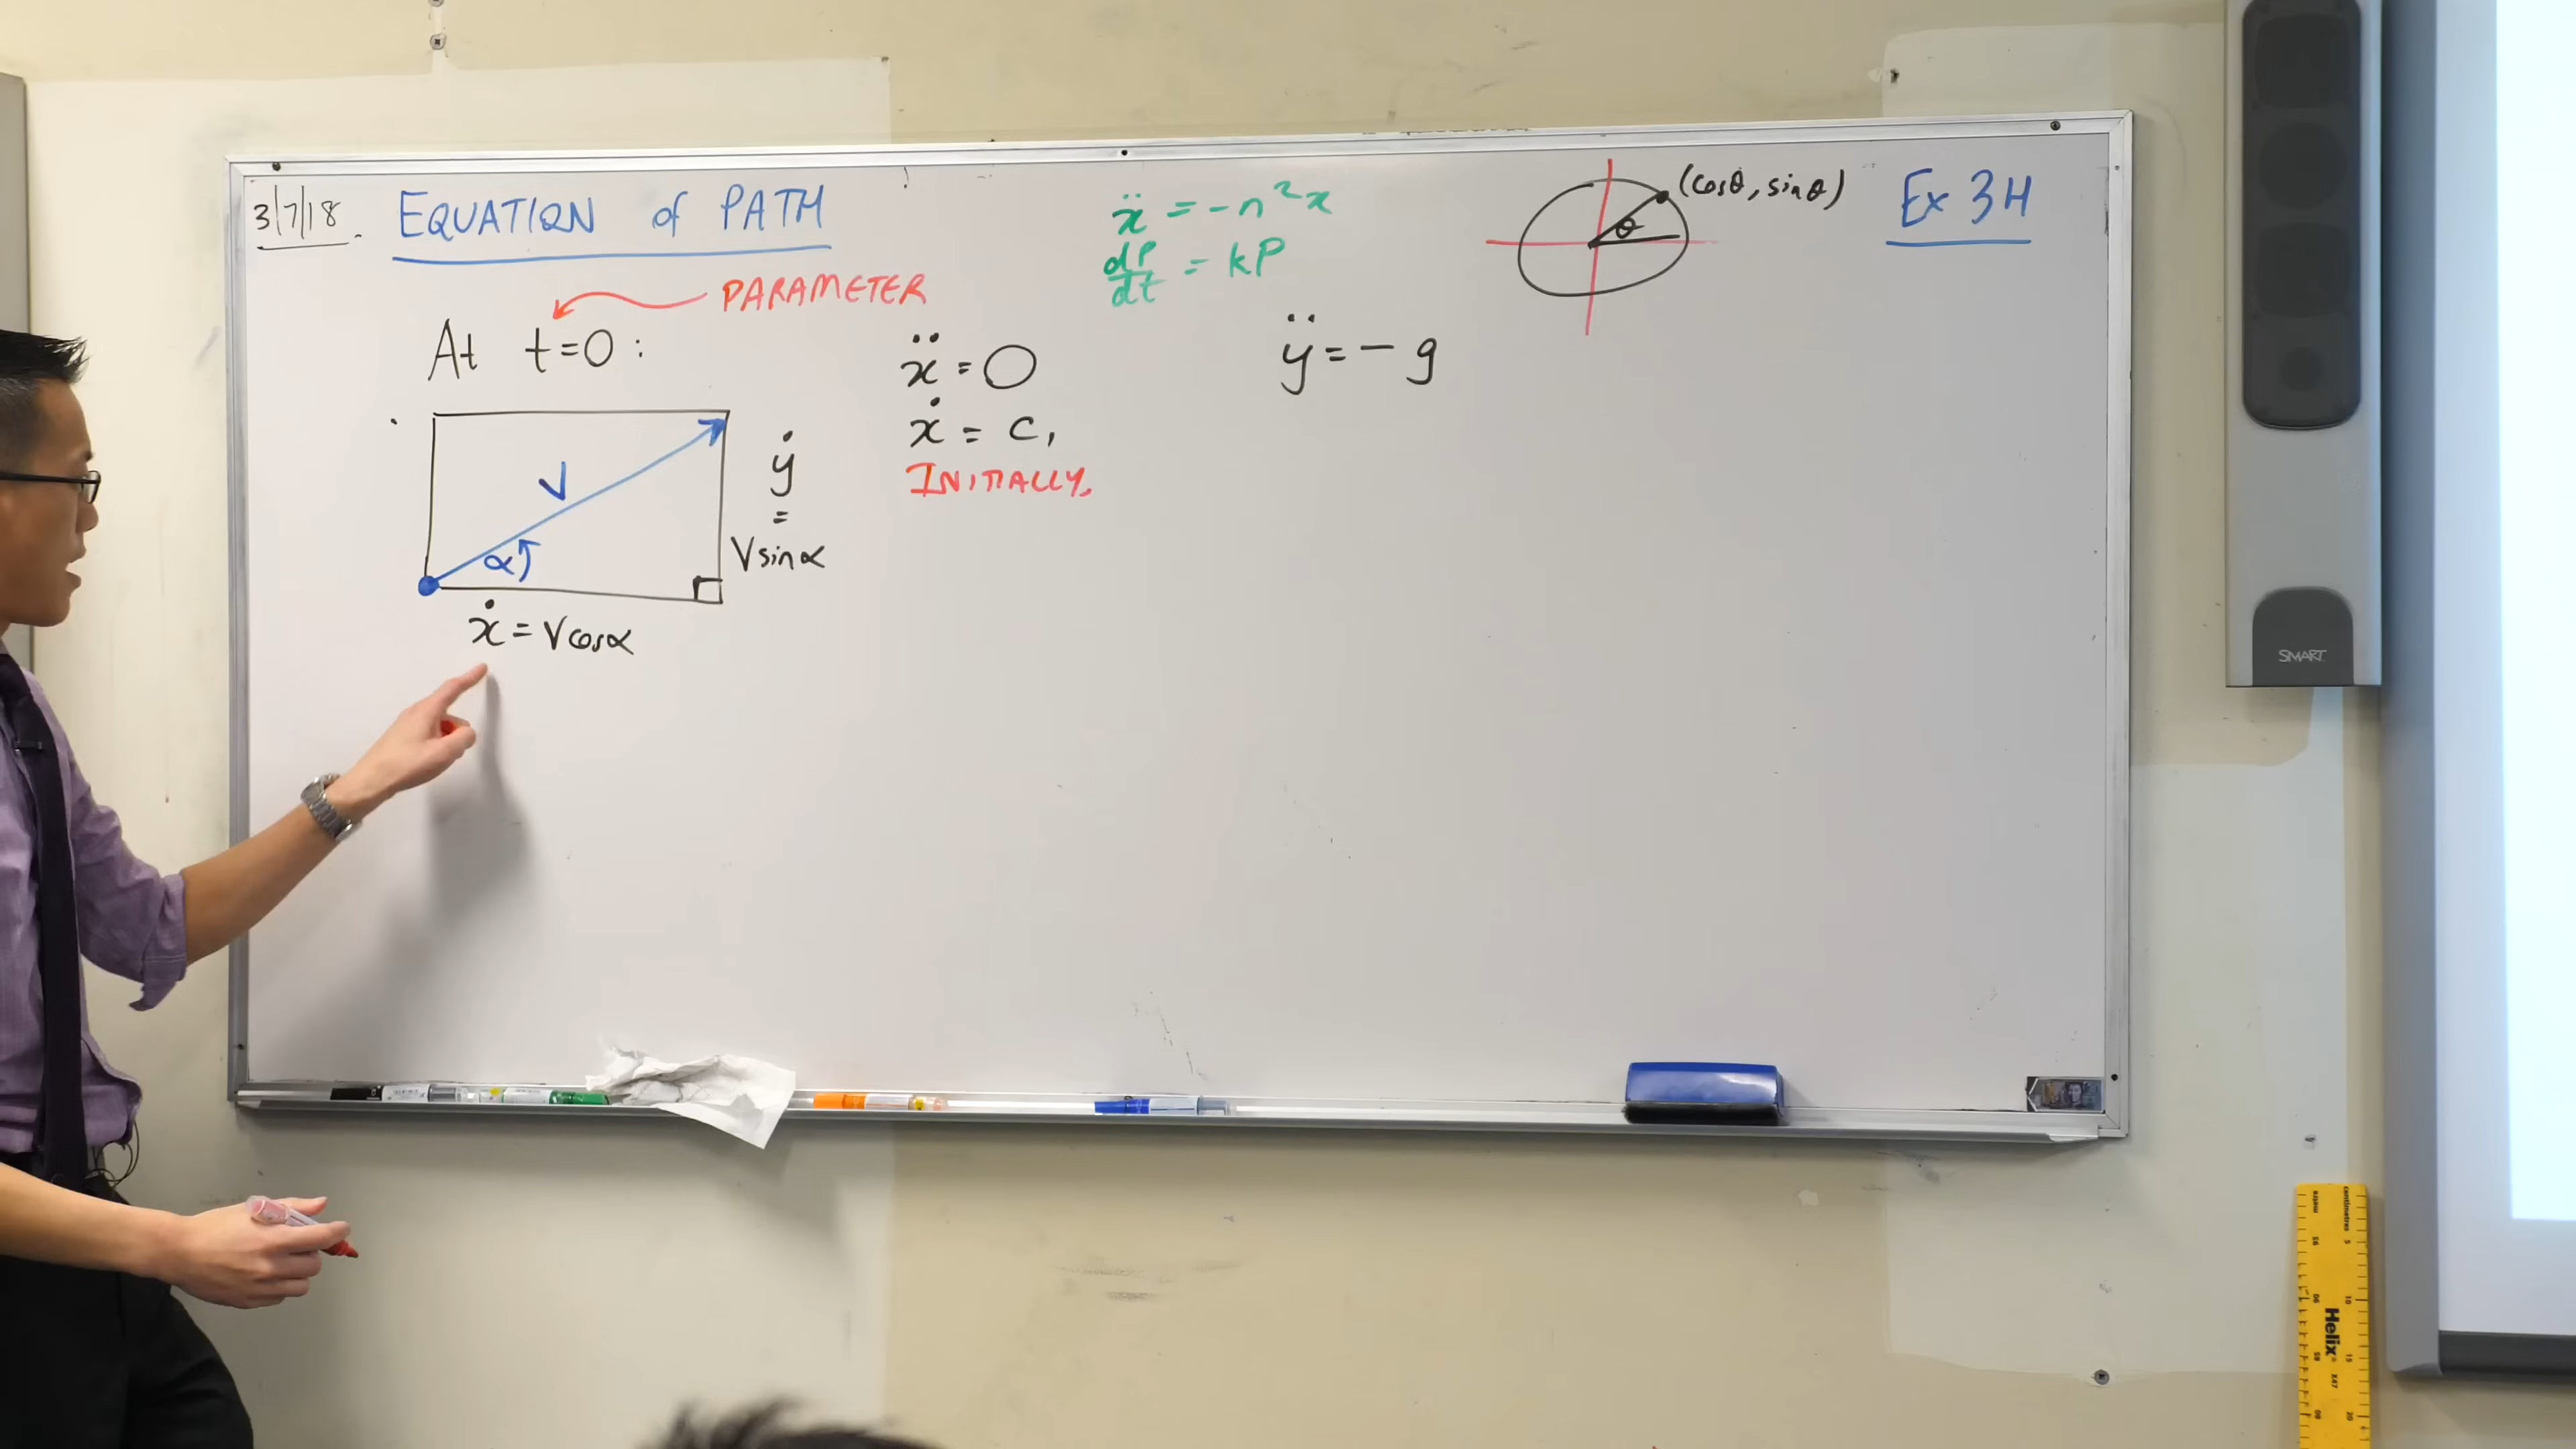 3/7/18.
EQUATION of PATH
PARAMETER
At t=0:
V
α
ẏ
=
Vsinα
ẋ = Vcosα
ẍ = -n²x
dP/dt = kP
ẍ = 0
ẋ = C₁
INITIALLY,
ÿ = - g
θ
(cosθ, sinθ)
Ex 3H
SMART
Helix